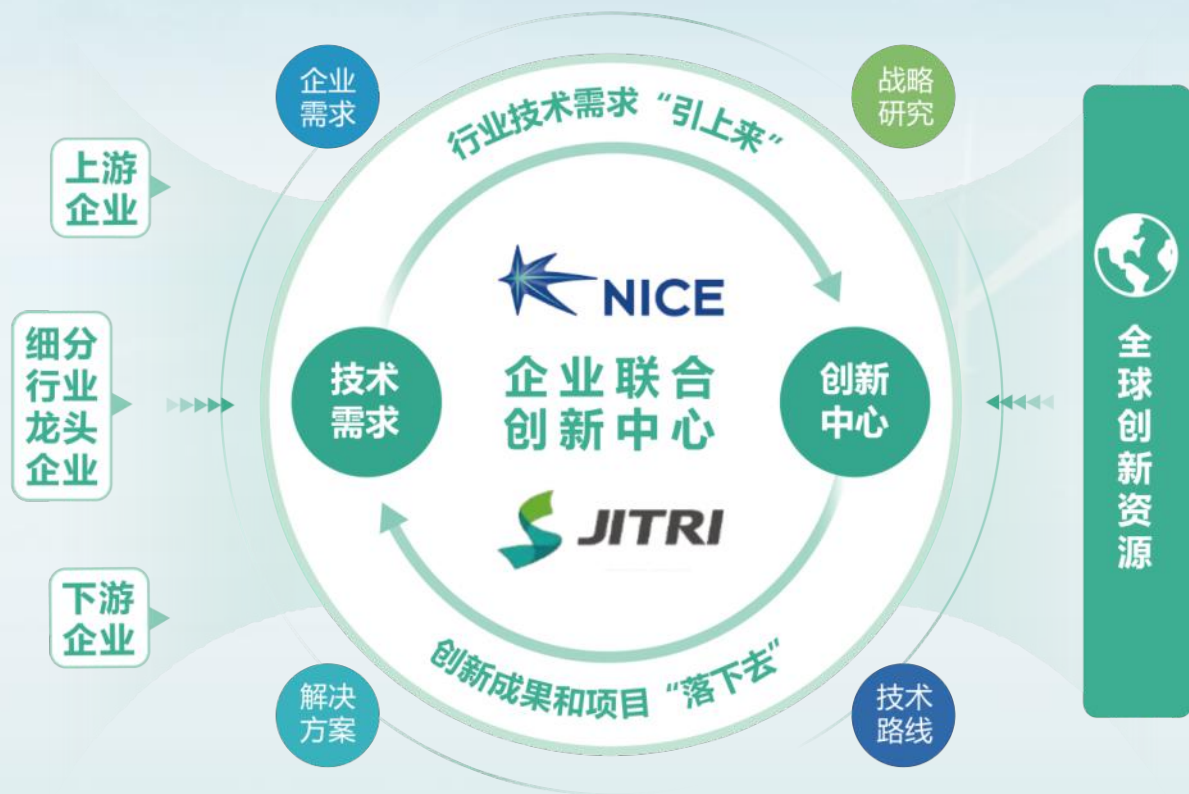 企业
需求
战略
研究
行业技术需求“引上来”
上游
企业
细分
行业
龙头
企业
下游
企业
技术
需求
NICE
企业联合
创新中心
JITRI
创新
中心
全球创新资源
创新成果和项目“落下去”
解决
方案
技术
路线